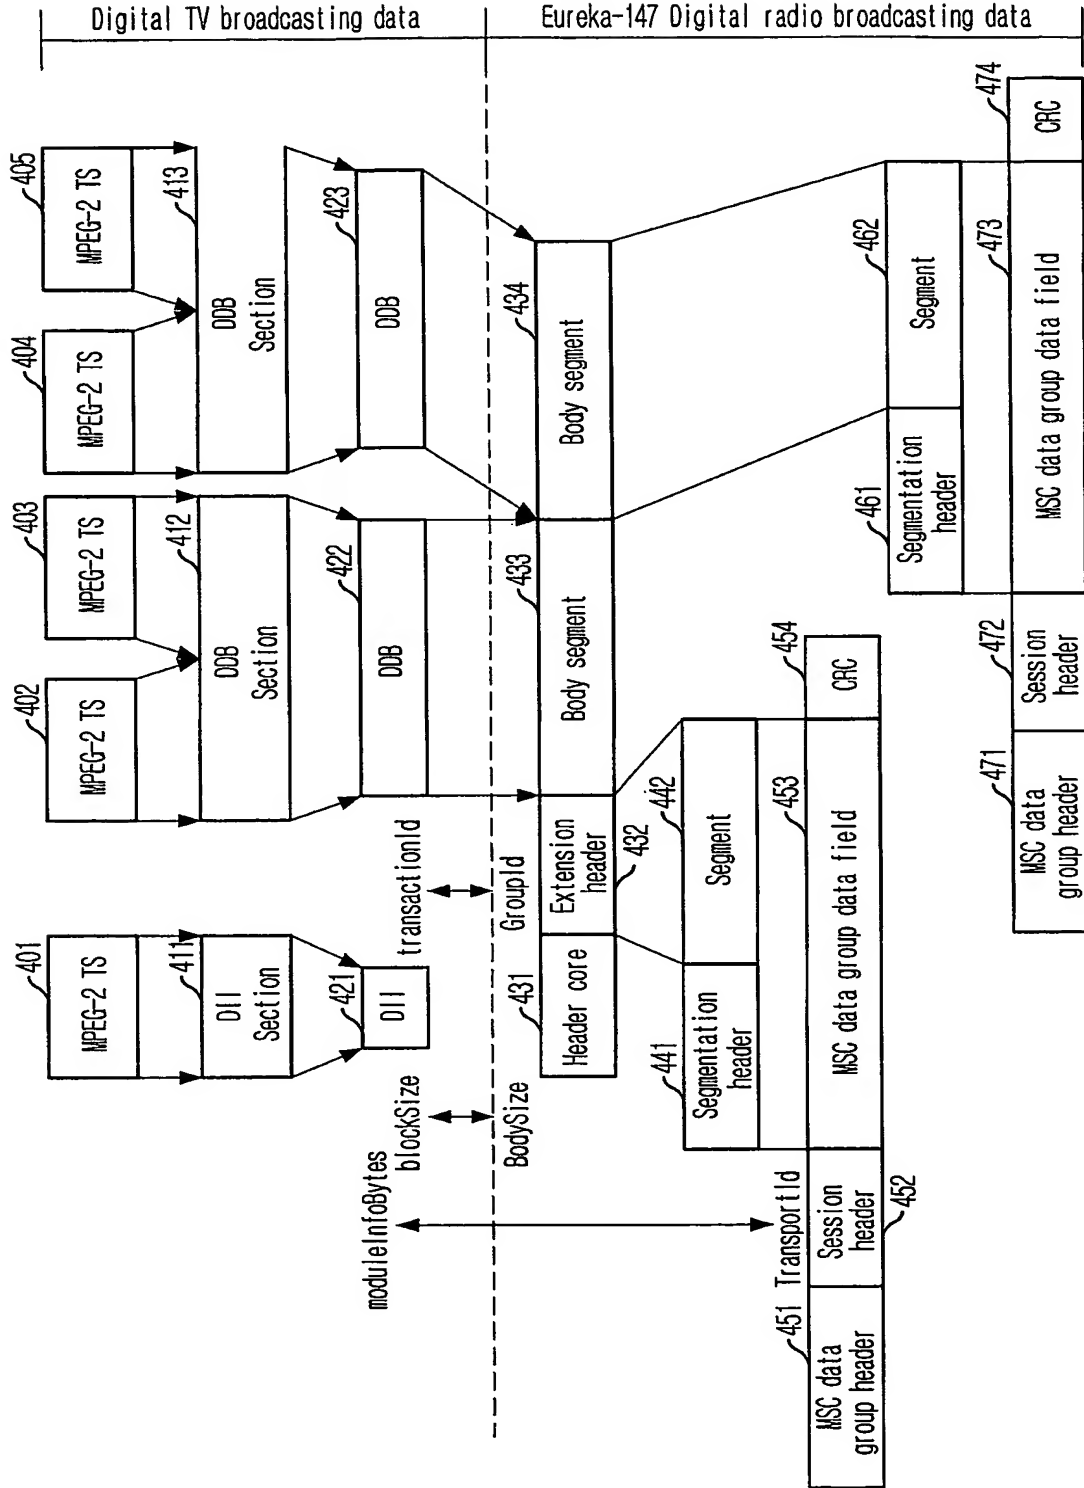 Digital TV broadcasting data
Eureka-147 Digital radio broadcasting data
401
MPEG-2 TS
402
MPEG-2 TS
403
MPEG-2 TS
404
MPEG-2 TS
405
MPEG-2 TS
411
DII
Section
412
DDB
Section
413
DDB
Section
421
DII
422
DDB
423
DDB
moduleInfoBytes
blockSize
transactionId
BodySize
GroupId
431
Header core
Extension
header
432
433
Body segment
434
Body segment
441
Segmentation
header
442
Segment
461
Segmentation
header
462
Segment
TransportId
451
MSC data
group header
Session
header
452
453
MSC data group data field
454
CRC
471
MSC data
group header
472
Session
header
473
MSC data group data field
474
CRC